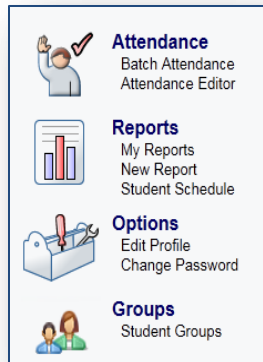 Attendance
Batch Attendance
Attendance Editor
Reports
My Reports
New Report
Student Schedule
Options
Edit Profile
Change Password
Groups
Student Groups